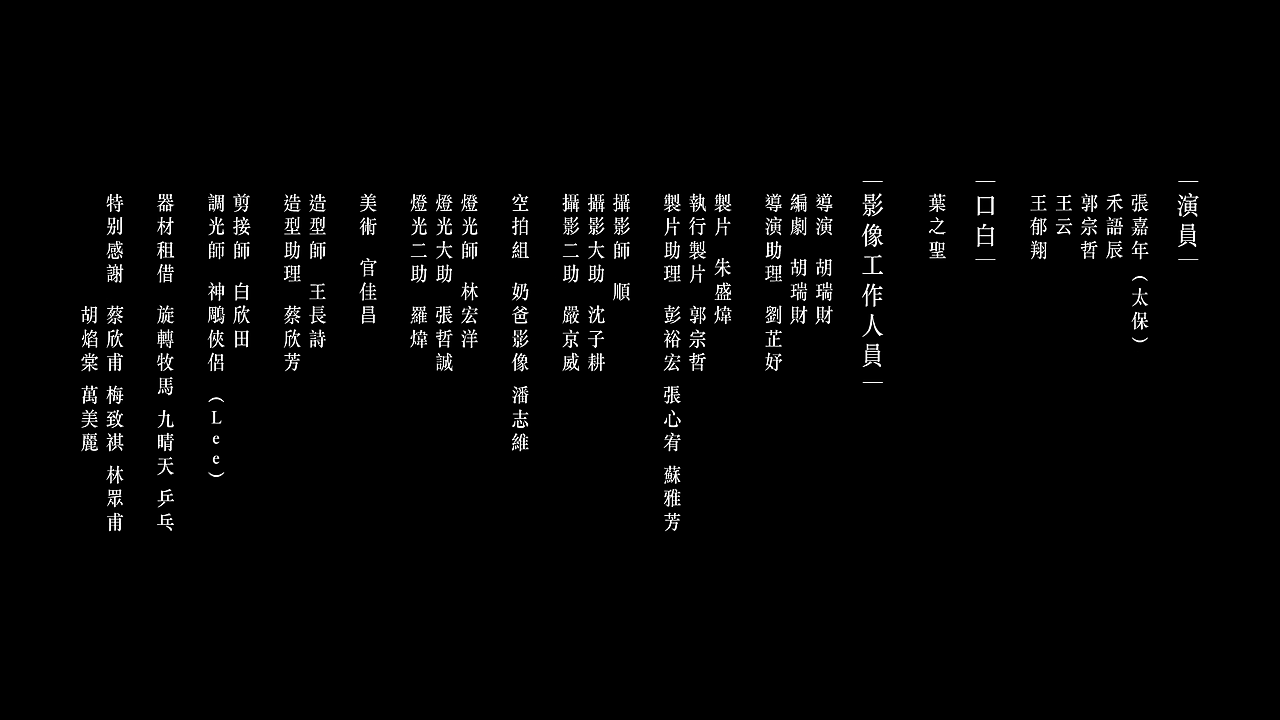 演員
張嘉年（太保）
禾語辰
郭宗哲
王云
王郁翔
口白
葉之聖
影像工作人員
導演 胡瑞財
編劇 胡瑞財
導演助理 劉芷妤
製片 朱盛煒
執行製片 郭宗哲
製片助理 彭裕宏 張心宥 蘇雅芳
攝影師 順
攝影大助 沈子耕
攝影二助 嚴京威
空拍組 奶爸影像 潘志維
燈光師 林宏洋
燈光大助 張哲誠
燈光二助 羅煒
美術 官佳昌
造型師 王長詩
造型助理 蔡欣芳
剪接師 白欣田
調光師 神鵰俠侶（Lee）
器材租借 旋轉牧馬 九晴天 乒乓
特別感謝 蔡欣甫 梅致祺 林眾甫
胡焰棠 萬美麗